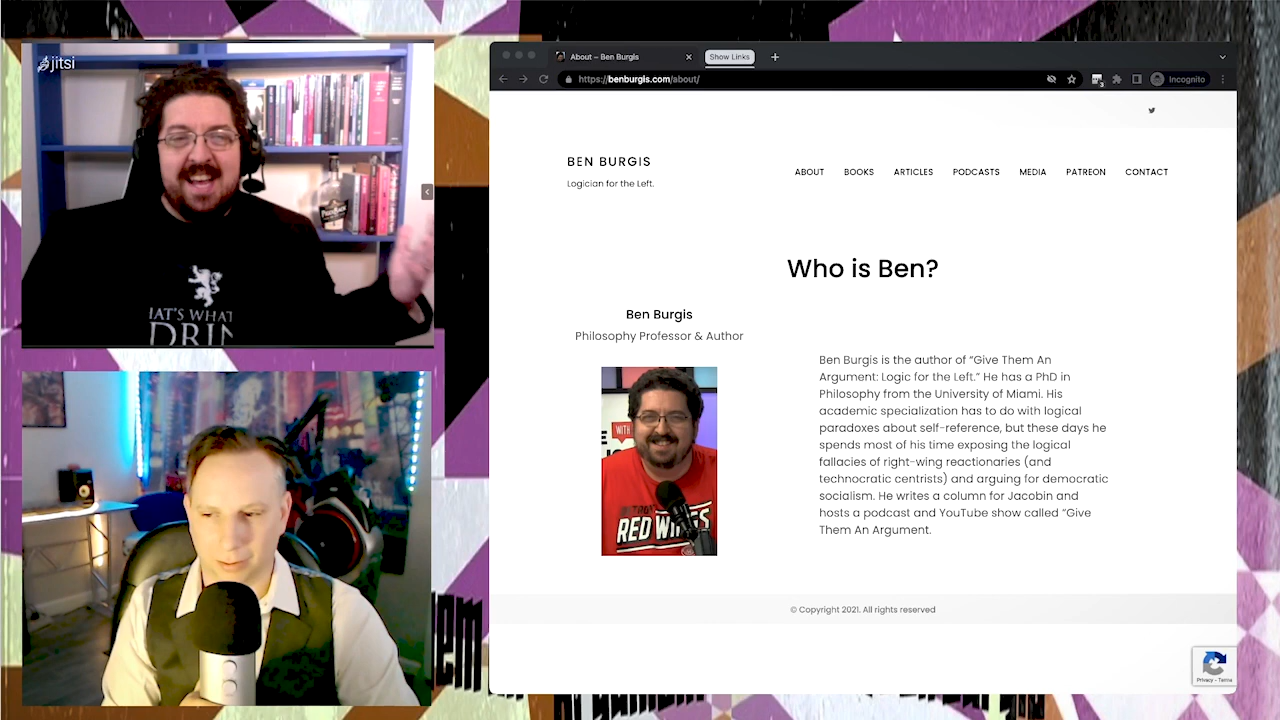 jitsi
HAT'S WHAT
DRIN
About – Ben Burgis
Show Links
https://benburgis.com/about/
Incognito
BEN BURGIS
Logician for the Left.
ABOUT BOOKS ARTICLES PODCASTS MEDIA PATREON CONTACT
Who is Ben?
Ben Burgis
Philosophy Professor & Author
WITH
RED WINGS
Ben Burgis is the author of “Give Them An
Argument: Logic for the Left.” He has a PhD in
Philosophy from the University of Miami. His
academic specialization has to do with logical
paradoxes about self-reference, but these days he
spends most of his time exposing the logical
fallacies of right-wing reactionaries (and
technocratic centrists) and arguing for democratic
socialism. He writes a column for Jacobin and
hosts a podcast and YouTube show called “Give
Them An Argument.
© Copyright 2021. All rights reserved
Privacy - Terms